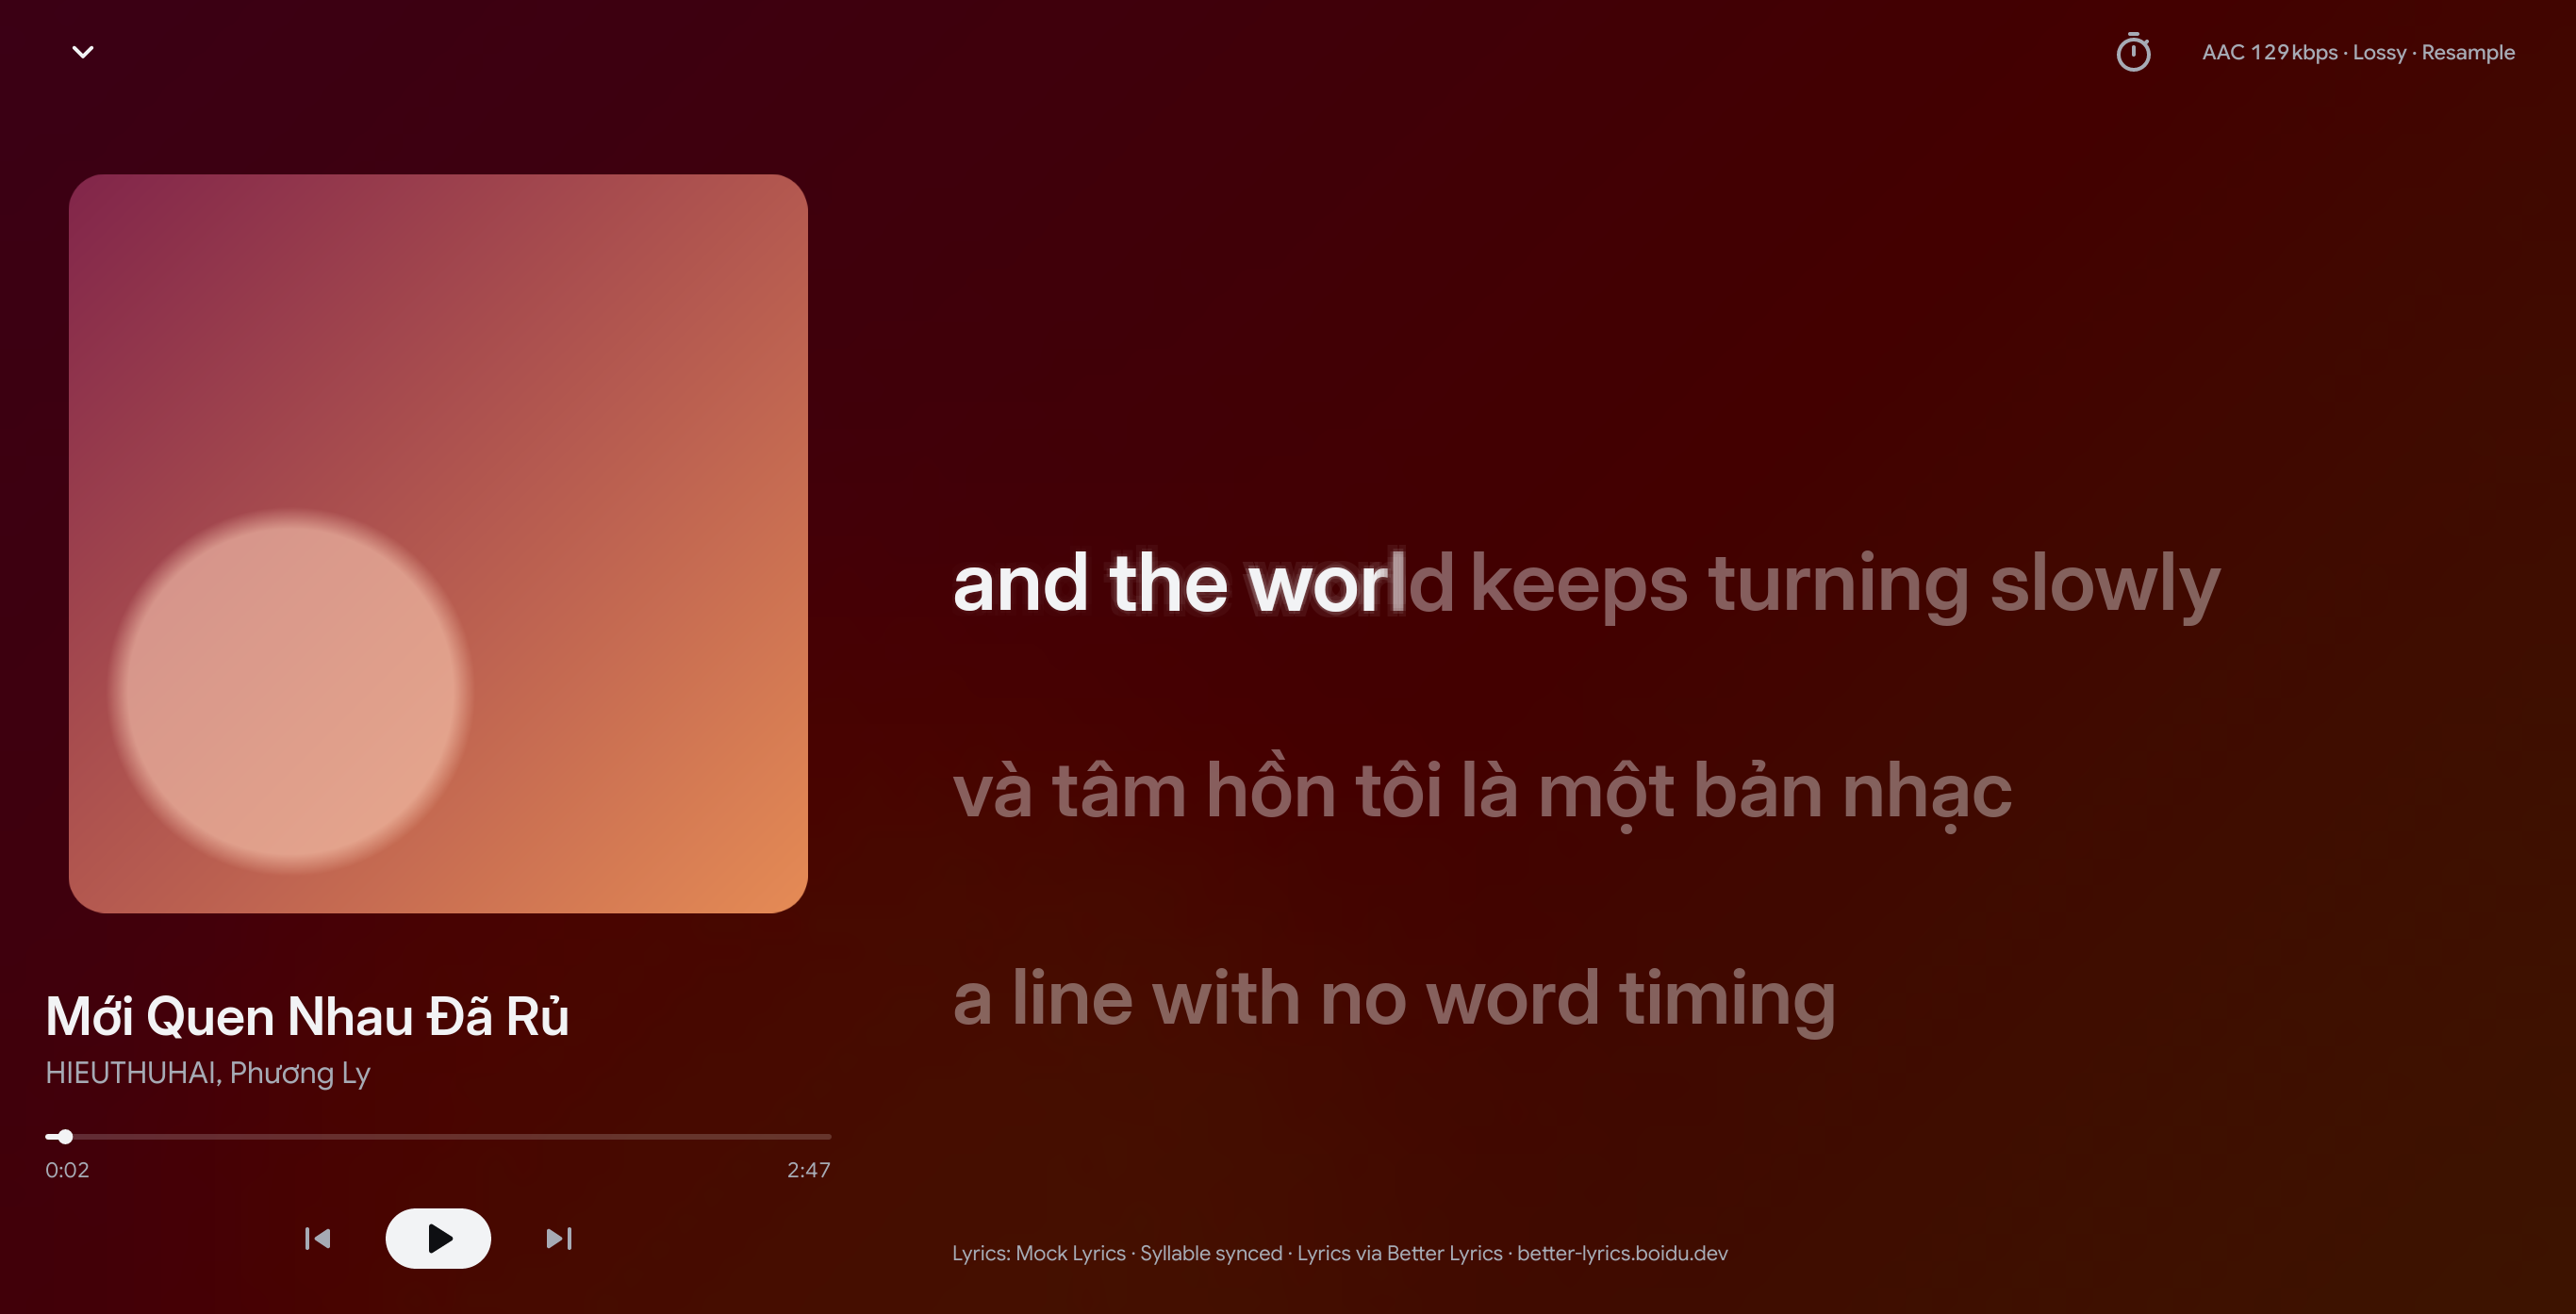 AAC 129 kbps · Lossy · Resample
and the world keeps turning slowly
và tâm hồn tôi là một bản nhạc
a line with no word timing
Mới Quen Nhau Đã Rủ
HIEUTHUHAI, Phương Ly
0:02 2:47
Lyrics: Mock Lyrics · Syllable synced · Lyrics via Better Lyrics · better-lyrics.boidu.dev